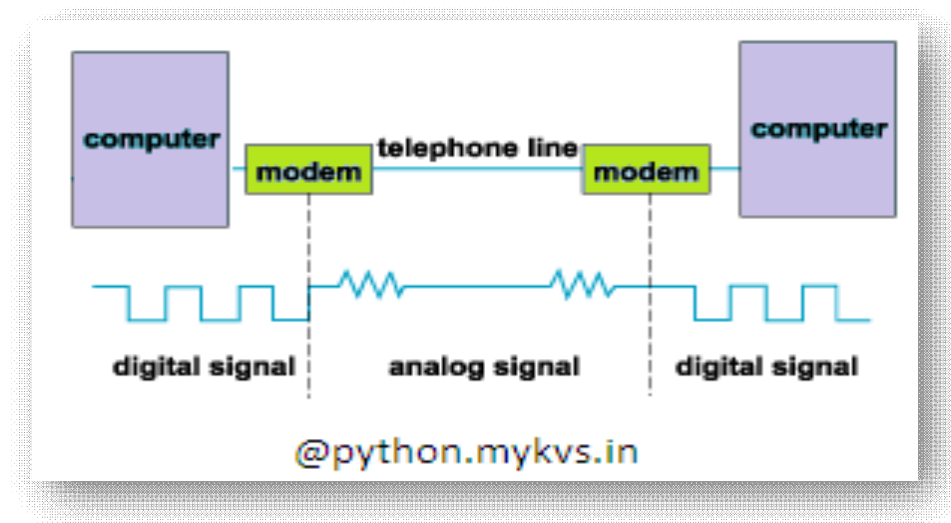 computer
computer
telephone line
modem
modem
digital signal
analog signal
digital signal
@python.mykvs.in